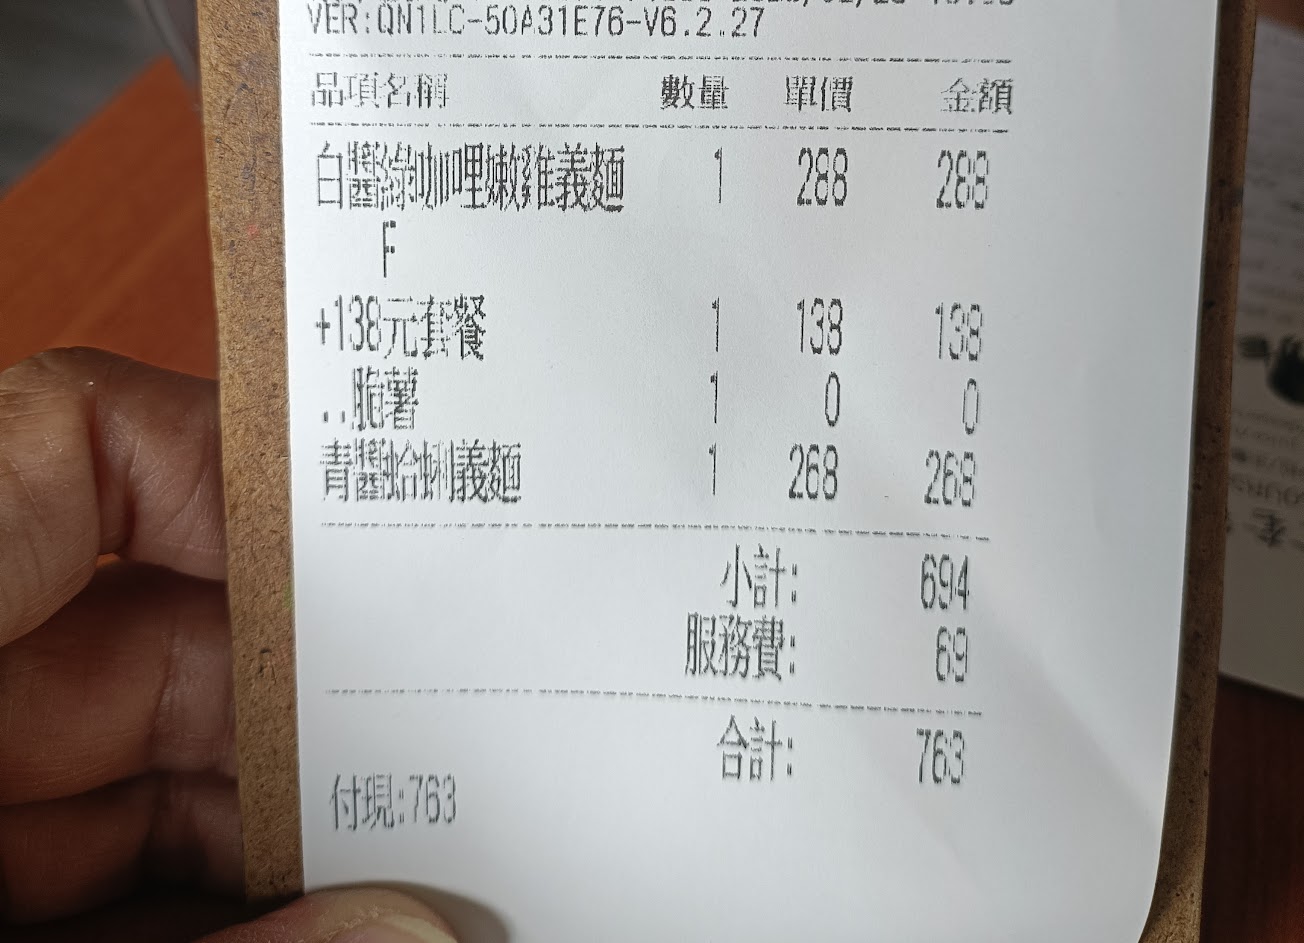 VER:QN1LC-50A31E76-V6.2.27
品項名稱 數量 單價 金額
白醬綠咖哩嫩雞義麵 1 288 288
F
+138元套餐 1 138 138
..脆薯 1 0 0
青醬蛤蜊義麵 1 268 268
小計: 694
服務費: 69
合計: 763
付現:763